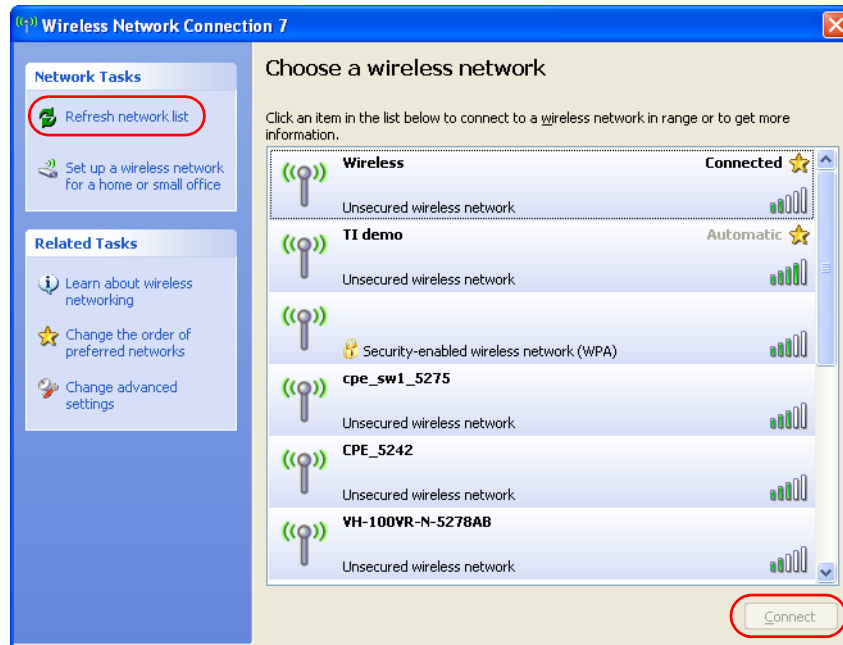 Wireless Network Connection 7
Network Tasks
Refresh network list
Set up a wireless network
for a home or small office
Related Tasks
Learn about wireless
networking
Change the order of
preferred networks
Change advanced
settings
Choose a wireless network
Click an item in the list below to connect to a wireless network in range or to get more
information.
Wireless Connected
Unsecured wireless network
TI demo Automatic
Unsecured wireless network
Security-enabled wireless network (WPA)
cpe_sw1_5275
Unsecured wireless network
CPE_5242
Unsecured wireless network
VH-100VR-N-5278AB
Unsecured wireless network
Connect